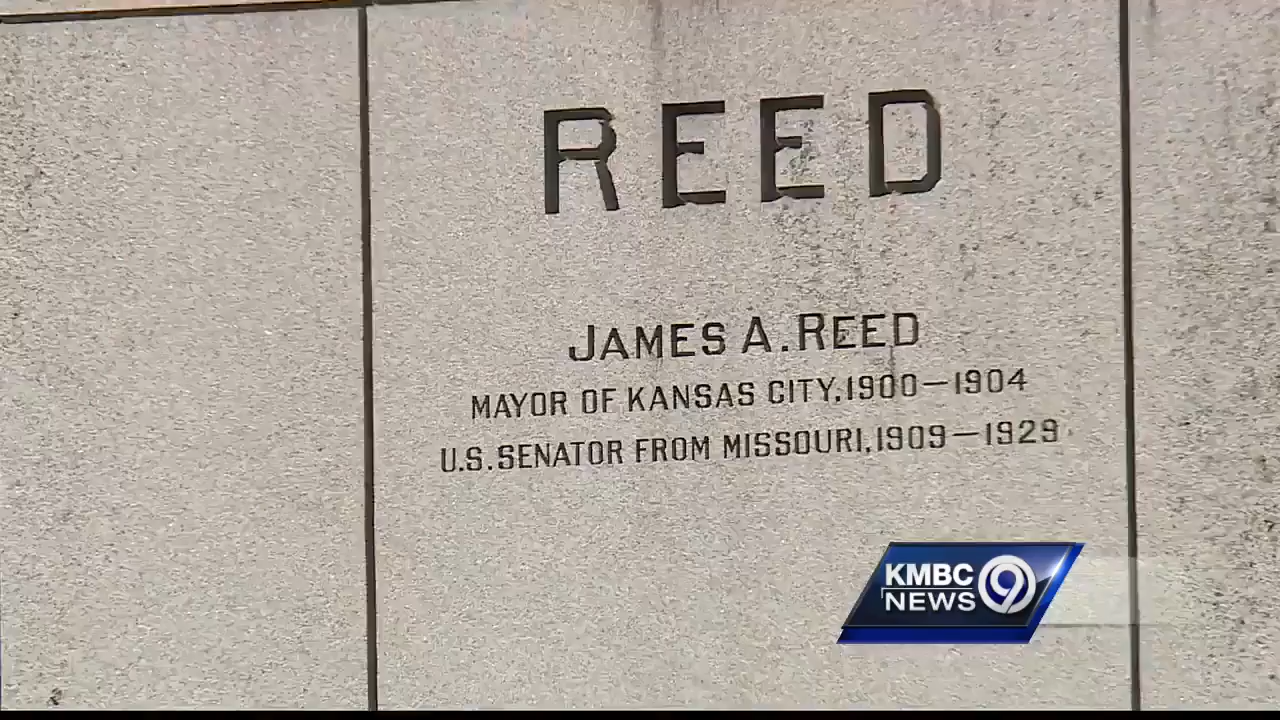 REED
JAMES A. REED
MAYOR OF KANSAS CITY, 1900–1904
U.S. SENATOR FROM MISSOURI, 1909–1929
KMBC 9
NEWS